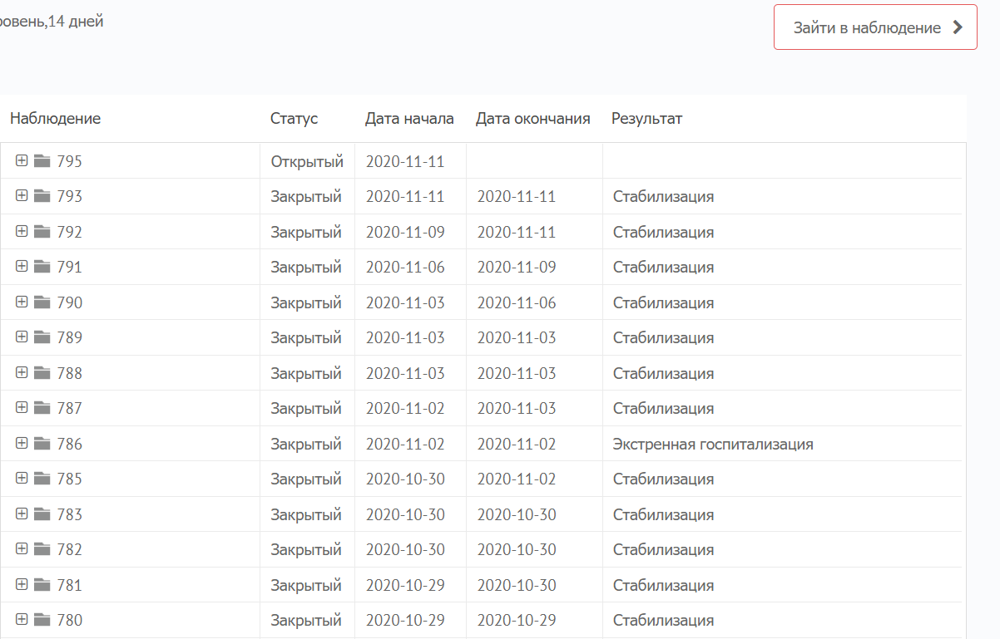 ровень,14 дней
Зайти в наблюдение
Наблюдение Статус Дата начала Дата окончания Результат
795 Открытый 2020-11-11
793 Закрытый 2020-11-11 2020-11-11 Стабилизация
792 Закрытый 2020-11-09 2020-11-11 Стабилизация
791 Закрытый 2020-11-06 2020-11-09 Стабилизация
790 Закрытый 2020-11-03 2020-11-06 Стабилизация
789 Закрытый 2020-11-03 2020-11-03 Стабилизация
788 Закрытый 2020-11-03 2020-11-03 Стабилизация
787 Закрытый 2020-11-02 2020-11-03 Стабилизация
786 Закрытый 2020-11-02 2020-11-02 Экстренная госпитализация
785 Закрытый 2020-10-30 2020-11-02 Стабилизация
783 Закрытый 2020-10-30 2020-10-30 Стабилизация
782 Закрытый 2020-10-30 2020-10-30 Стабилизация
781 Закрытый 2020-10-29 2020-10-30 Стабилизация
780 Закрытый 2020-10-29 2020-10-29 Стабилизация